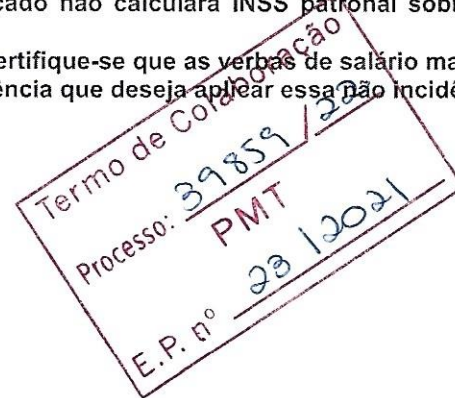 cado não calculará INSS patronal sobr
ertifique-se que as verbas de salário ma
ência que deseja aplicar essa não incidê
Termo de Colaboração
Processo: 39859/22
PMT
E.P. nº 23/2021